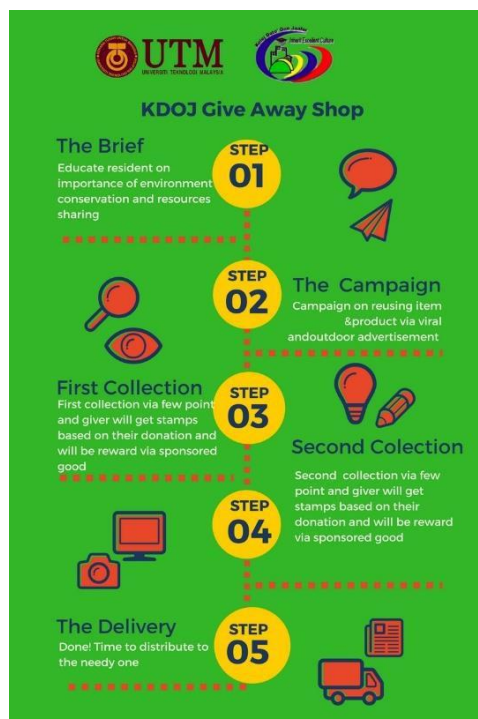 UTM
UNIVERSITI TEKNOLOGI MALAYSIA
KDOJ Give Away Shop
The Brief
Educate resident on
importance of environment
conservation and resources
sharing
STEP
01
STEP
02
The Campaign
Campaign on reusing item
&product via viral
andoutdoor advertisement
First Collection
First collection via few point
and giver will get stamps
based on their donation and
will be reward via sponsored
good
STEP
03
Second Colection
Second collection via few
point and giver will get
stamps based on their
donation and will be reward
via sponsored good
STEP
04
The Delivery
Done! Time to distribute to
the needy one
STEP
05